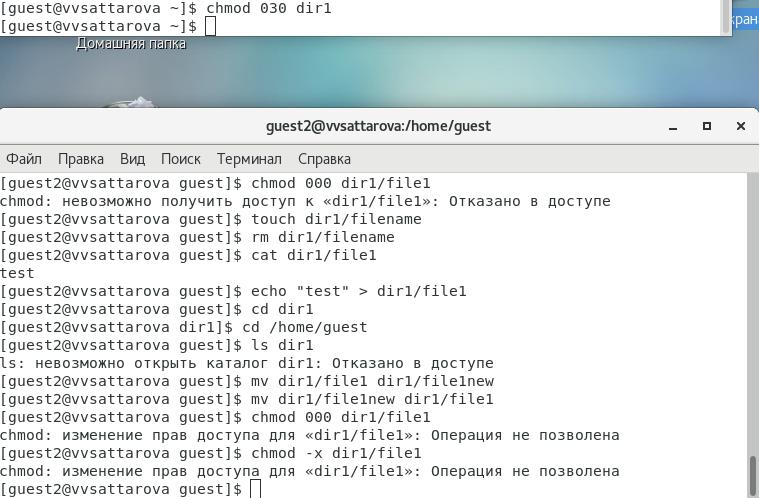 [guest@vvsattarova ~]$ chmod 030 dir1
[guest@vvsattarova ~]$
Домашняя папка
guest2@vvsattarova:/home/guest
Файл Правка Вид Поиск Терминал Справка
[guest2@vvsattarova guest]$ chmod 000 dir1/file1
chmod: невозможно получить доступ к «dir1/file1»: Отказано в доступе
[guest2@vvsattarova guest]$ touch dir1/filename
[guest2@vvsattarova guest]$ rm dir1/filename
[guest2@vvsattarova guest]$ cat dir1/file1
test
[guest2@vvsattarova guest]$ echo "test" > dir1/file1
[guest2@vvsattarova guest]$ cd dir1
[guest2@vvsattarova dir1]$ cd /home/guest
[guest2@vvsattarova guest]$ ls dir1
ls: невозможно открыть каталог dir1: Отказано в доступе
[guest2@vvsattarova guest]$ mv dir1/file1 dir1/file1new
[guest2@vvsattarova guest]$ mv dir1/file1new dir1/file1
[guest2@vvsattarova guest]$ chmod 000 dir1/file1
chmod: изменение прав доступа для «dir1/file1»: Операция не позволена
[guest2@vvsattarova guest]$ chmod -x dir1/file1
chmod: изменение прав доступа для «dir1/file1»: Операция не позволена
[guest2@vvsattarova guest]$